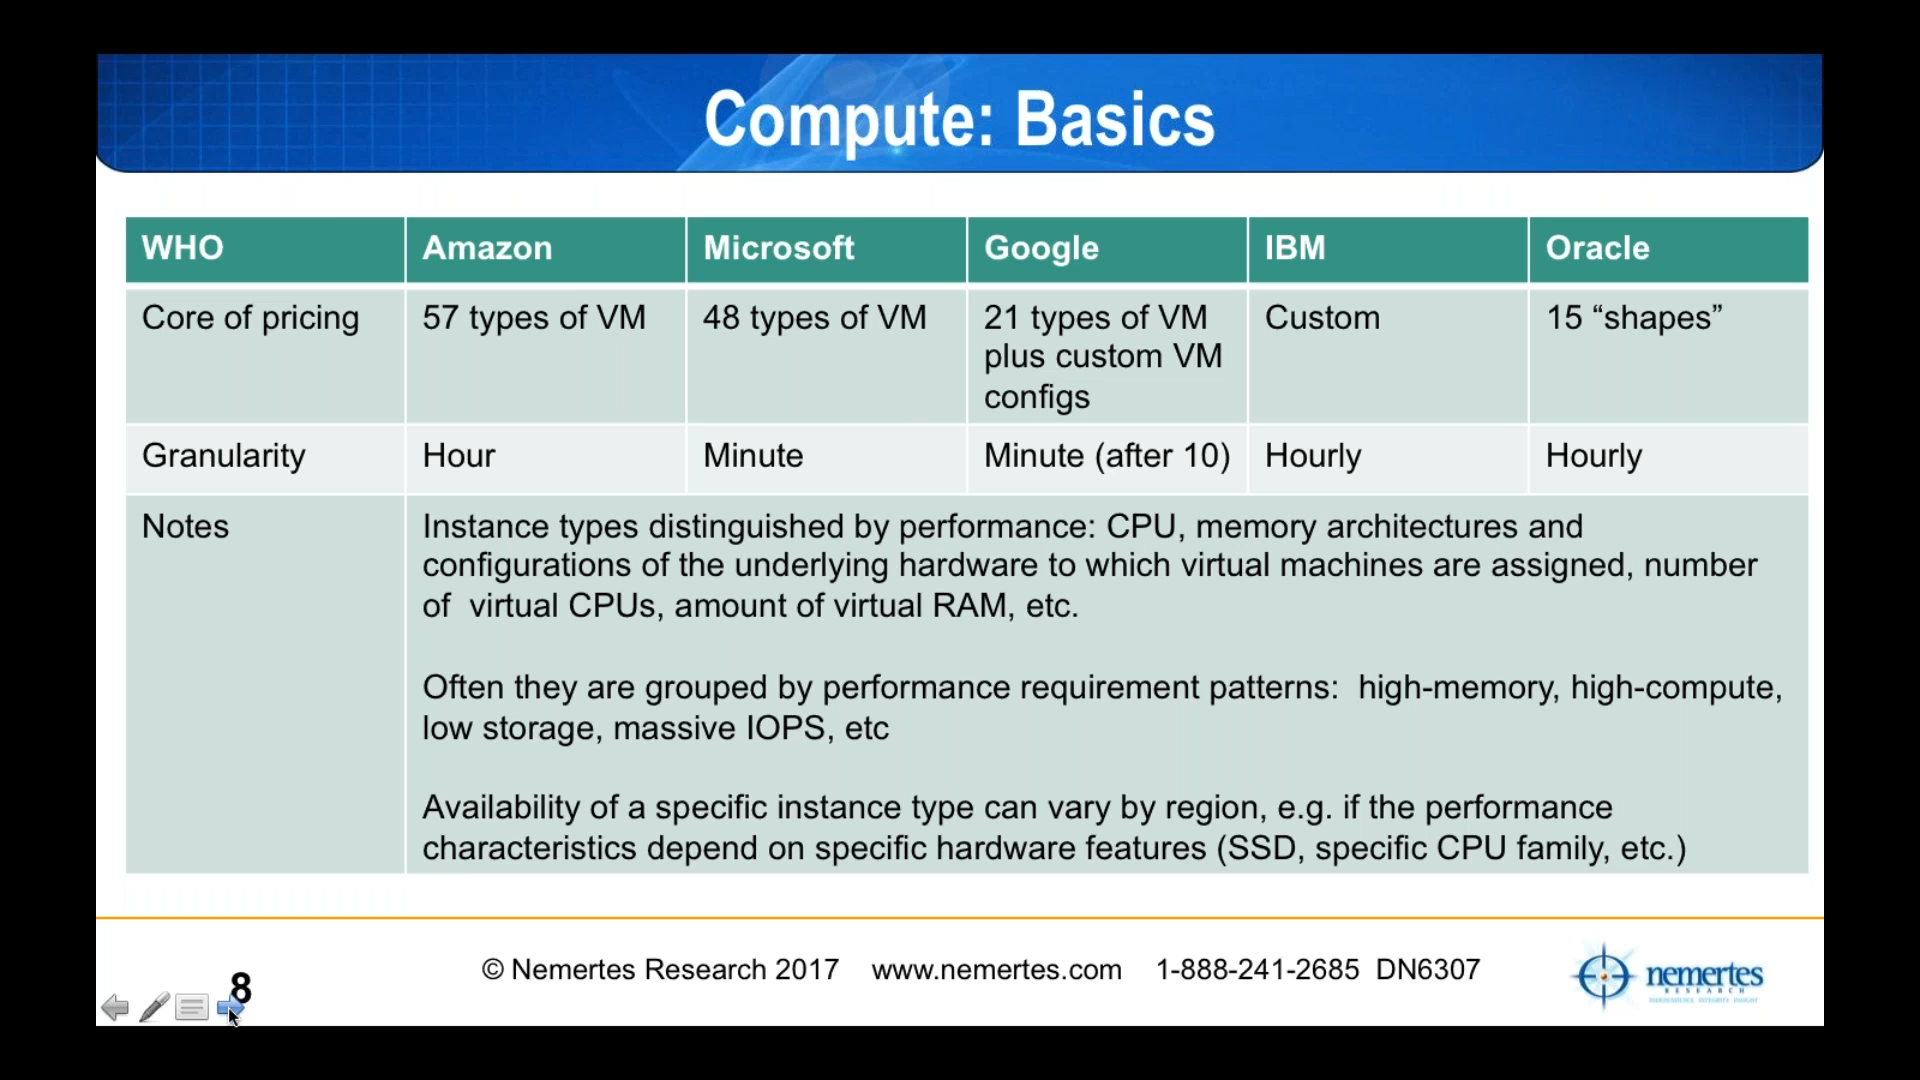 Compute: Basics
WHO Amazon Microsoft Google IBM Oracle
Core of pricing 57 types of VM 48 types of VM 21 types of VM Custom 15 “shapes”
plus custom VM
configs
Granularity Hour Minute Minute (after 10) Hourly Hourly
Notes Instance types distinguished by performance: CPU, memory architectures and
configurations of the underlying hardware to which virtual machines are assigned, number
of  virtual CPUs, amount of virtual RAM, etc.
Often they are grouped by performance requirement patterns:  high-memory, high-compute,
low storage, massive IOPS, etc
Availability of a specific instance type can vary by region, e.g. if the performance
characteristics depend on specific hardware features (SSD, specific CPU family, etc.)
© Nemertes Research 2017 www.nemertes.com 1-888-241-2685 DN6307
8
nemertes
RESEARCH